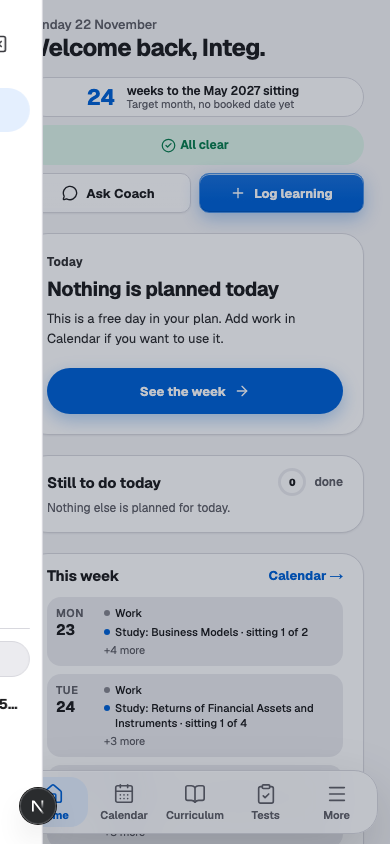 nday 22 November
Welcome back, Integ.
24
weeks to the May 2027 sitting
Target month, no booked date yet
All clear
Ask Coach
Log learning
Today
Nothing is planned today
This is a free day in your plan. Add work in
Calendar if you want to use it.
See the week →
Still to do today
0 done
Nothing else is planned for today.
This week
Calendar →
MON
23
Work
Study: Business Models · sitting 1 of 2
+4 more
TUE
24
Work
Study: Returns of Financial Assets and
Instruments · sitting 1 of 4
+3 more
5...
N
me
Calendar
Curriculum
Tests
More